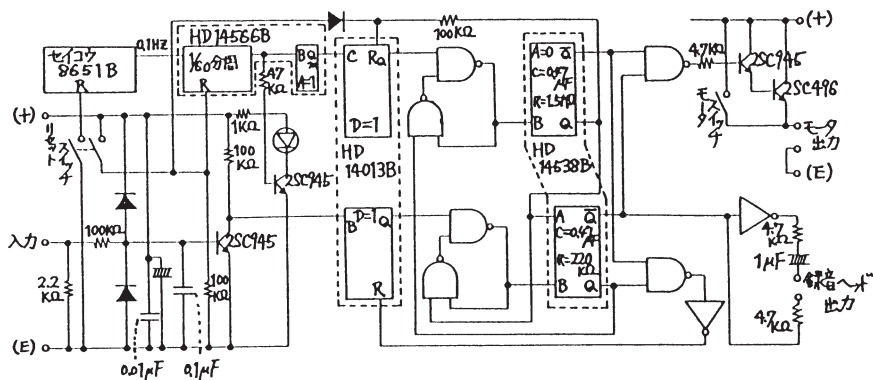 セイコウ
8651B
R
0.1Hz
HD14566B
1/60分周
R
47
KΩ
B Q
A=1
C RQ
D=1
HD
14013B
100KΩ
A=0 Q
C=0.47
μF
R=1.5MΩ
B Q
HD
14538B
4.7KΩ
2SC945
2SC496
(+)
モータ
スイッチ
モータ
出力
(E)
(+)
リセット
スイッチ
1KΩ
100
KΩ
2SC945
入力
100KΩ
2SC945
2.2
KΩ
100
KΩ
(E)
0.01μF
0.1μF
D=1
B Q
R
A Q
C=0.47
μF
R=220
KΩ
B Q
4.7
KΩ
1μF
録音ヘッド
出力
4.7
KΩ